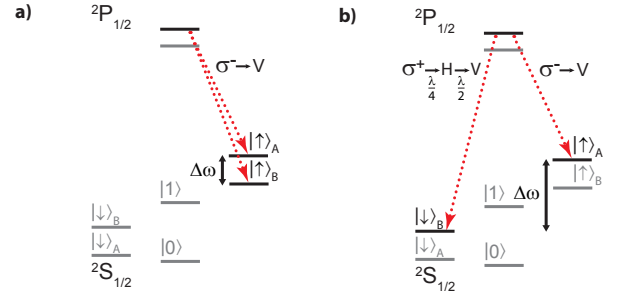 a)
²P₁/₂
σ⁻→V
|↑⟩A
Δω
|↑⟩B
|1⟩
|↓⟩B
|↓⟩A
|0⟩
²S₁/₂
b)
²P₁/₂
σ⁺→H→V
λ/4 λ/2
σ⁻→V
|↑⟩A
|↑⟩B
Δω
|1⟩
|↓⟩B
|↓⟩A
|0⟩
²S₁/₂